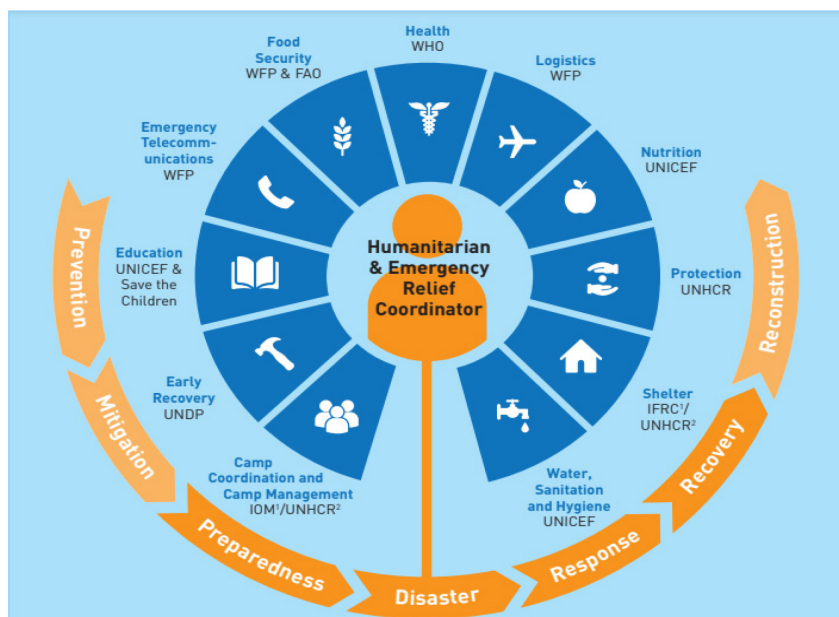 Health
WHO
Logistics
WFP
Nutrition
UNICEF
Protection
UNHCR
Shelter
IFRC¹/
UNHCR²
Water,
Sanitation
and Hygiene
UNICEF
Camp
Coordination and
Camp Management
IOM¹/UNHCR²
Early
Recovery
UNDP
Education
UNICEF &
Save the
Children
Emergency
Telecomm-
unications
WFP
Food
Security
WFP & FAO
Humanitarian
& Emergency
Relief
Coordinator
Prevention
Mitigation
Preparedness
Disaster
Response
Recovery
Reconstruction